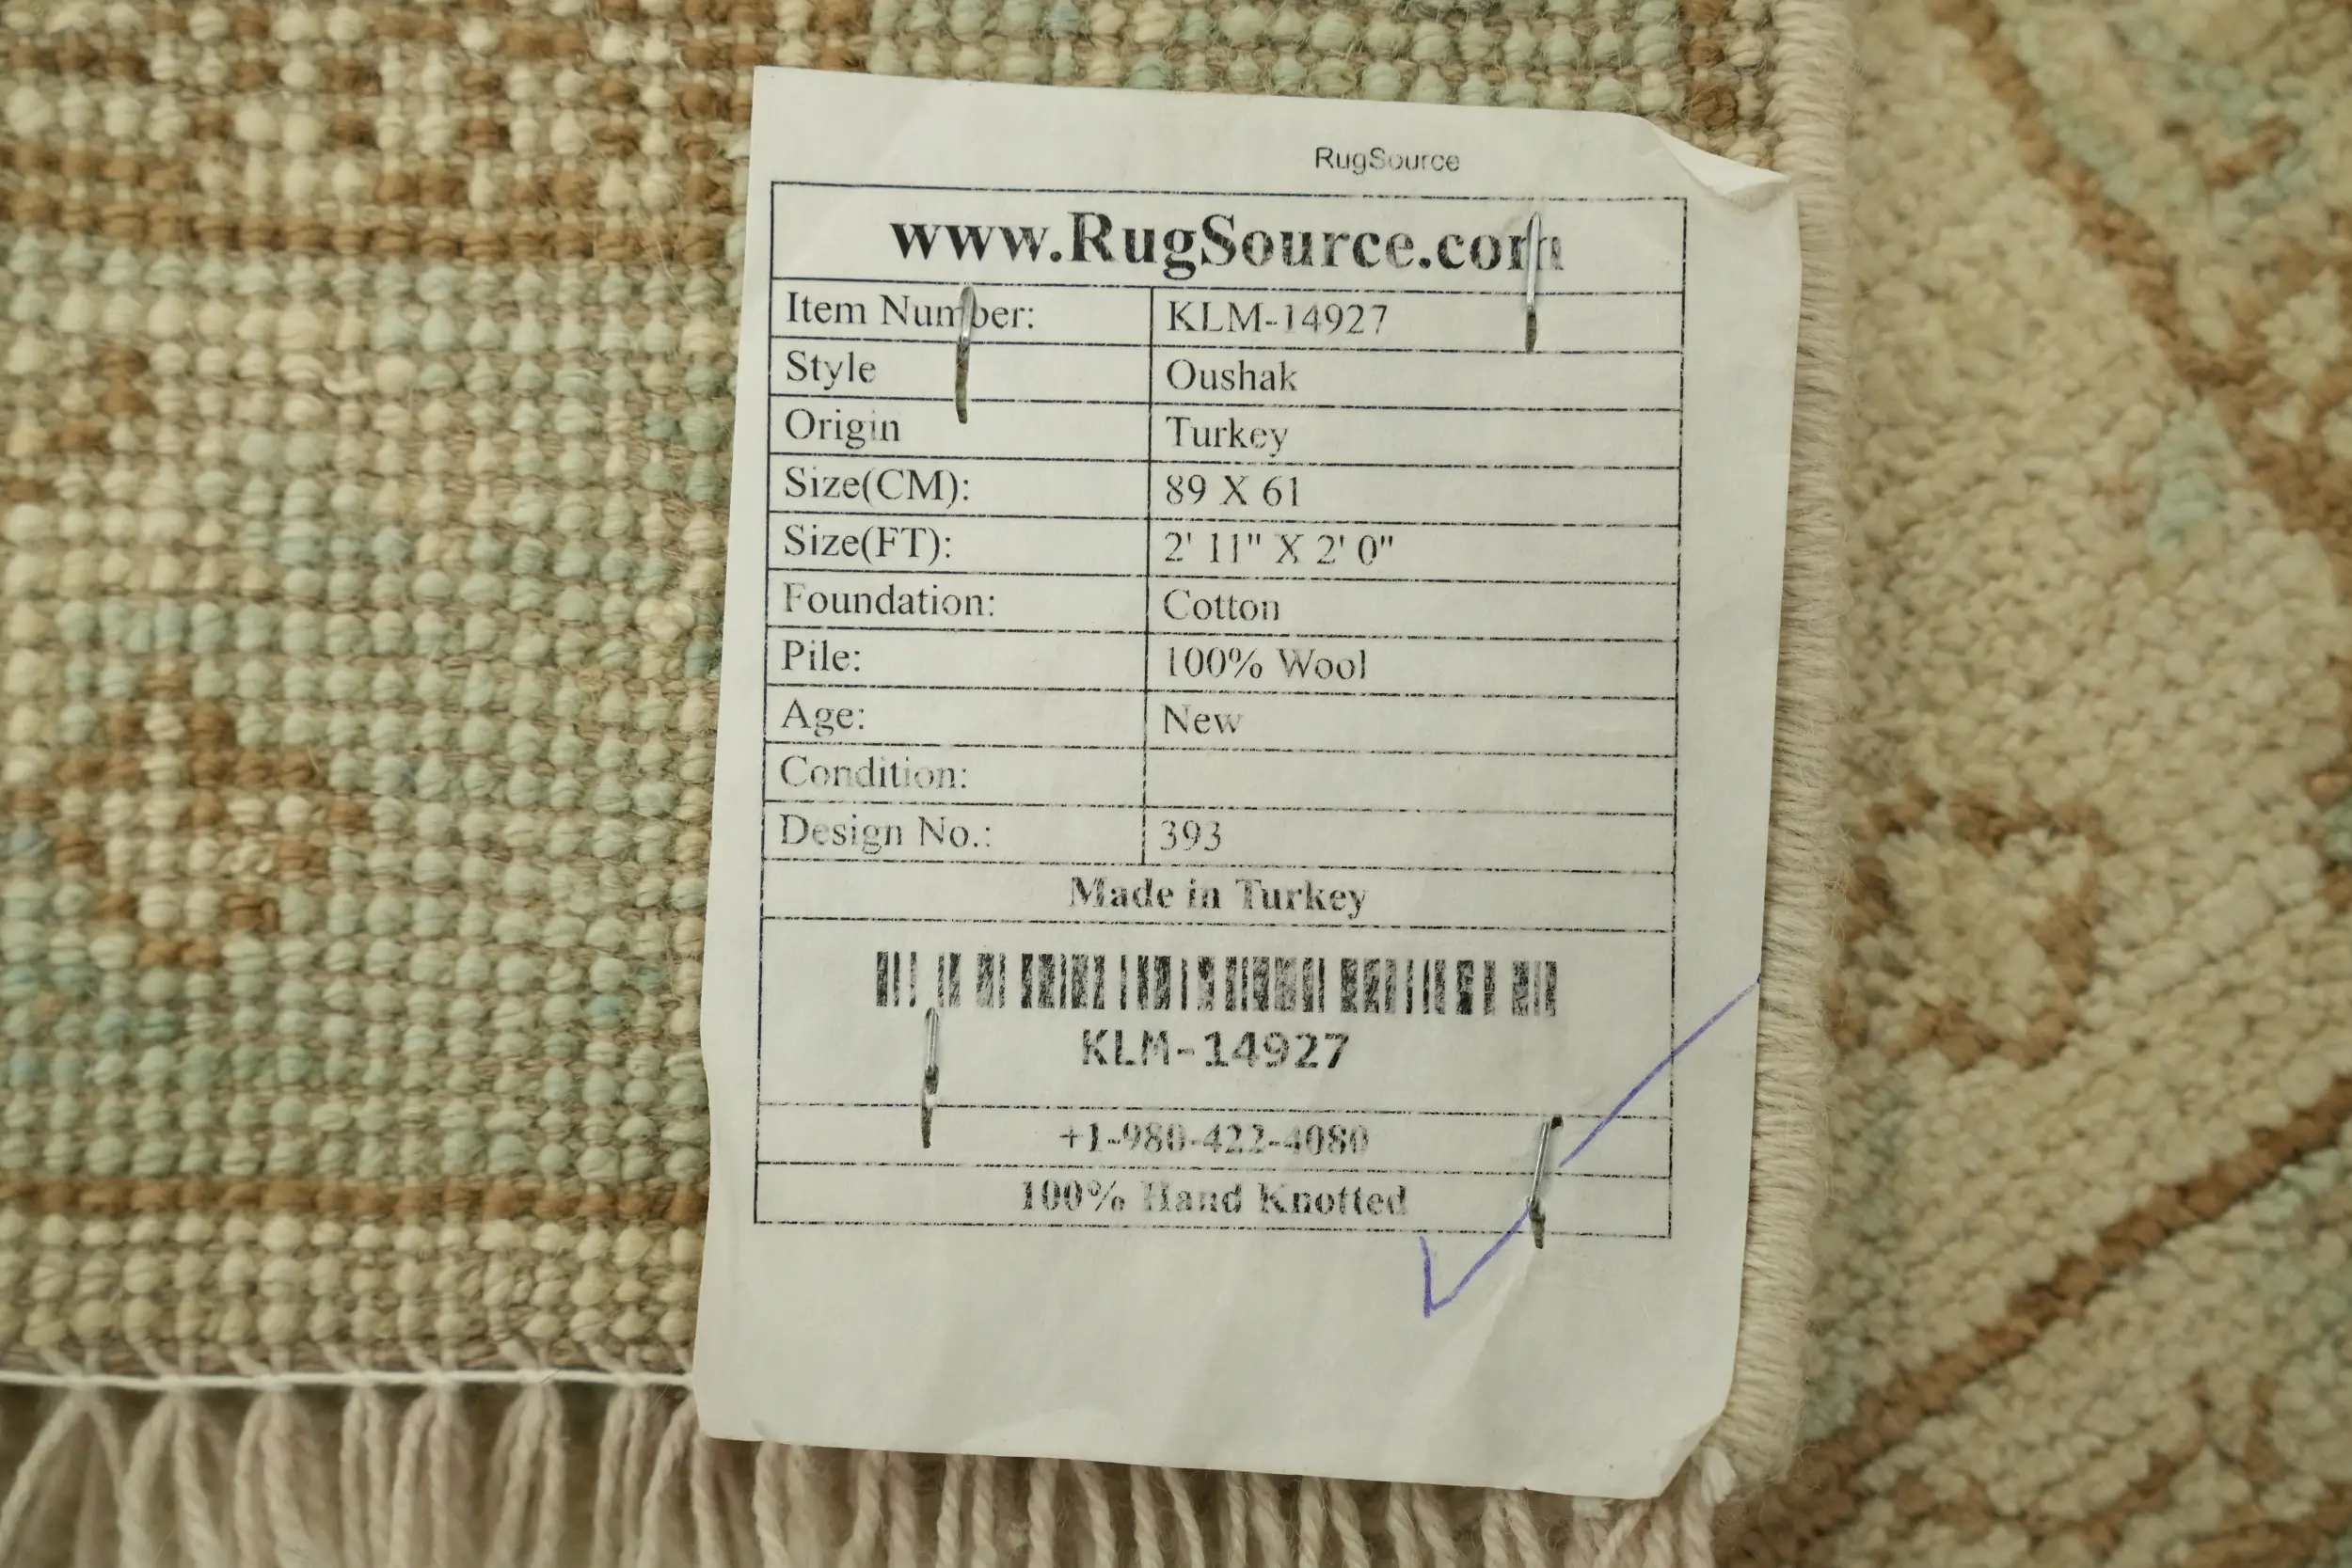 RugSource
www.RugSource.com
Item Number: KLM-14927
Style Oushak
Origin Turkey
Size(CM): 89 X 61
Size(FT): 2' 11" X 2' 0"
Foundation: Cotton
Pile: 100% Wool
Age: New
Condition:
Design No.: 393
Made in Turkey
KLM-14927
+1-980-422-4080
100% Hand Knotted